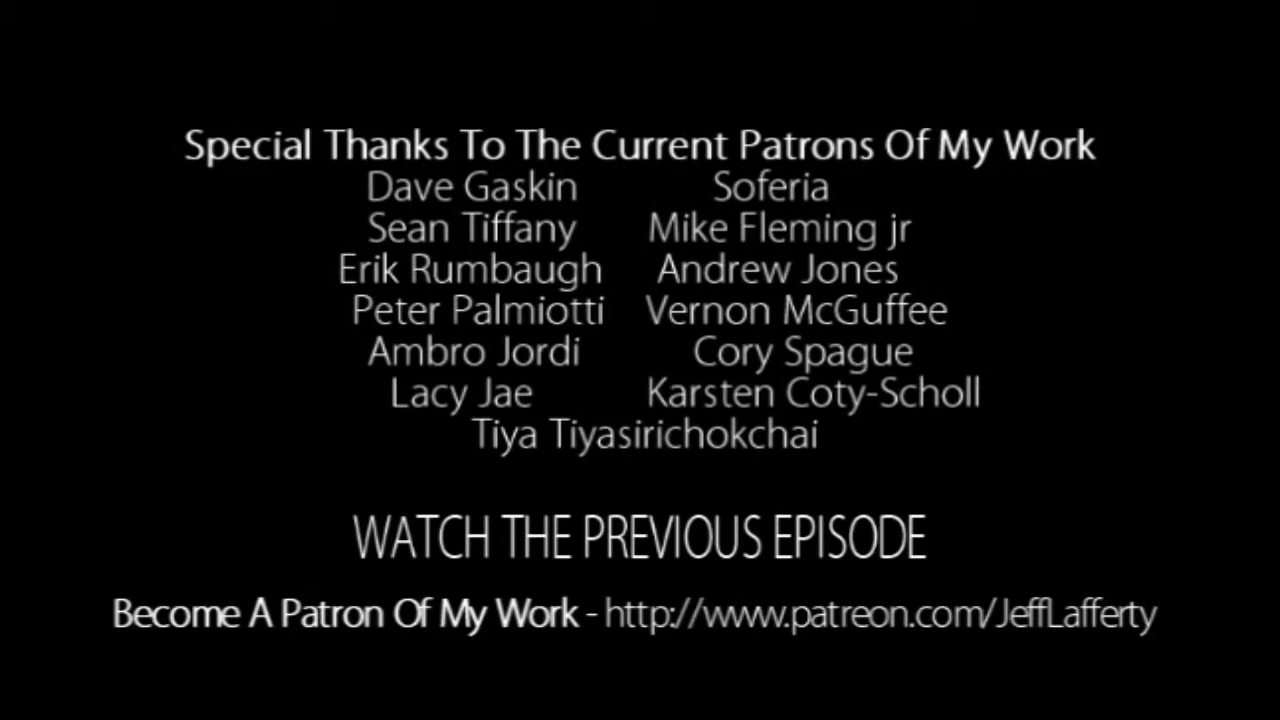 Special Thanks To The Current Patrons Of My Work
Dave Gaskin Soferia
Sean Tiffany Mike Fleming jr
Erik Rumbaugh Andrew Jones
Peter Palmiotti Vernon McGuffee
Ambro Jordi Cory Spague
Lacy Jae Karsten Coty-Scholl
Tiya Tiyasirichokchai
WATCH THE PREVIOUS EPISODE
Become A Patron Of My Work - http://www.patreon.com/JeffLafferty